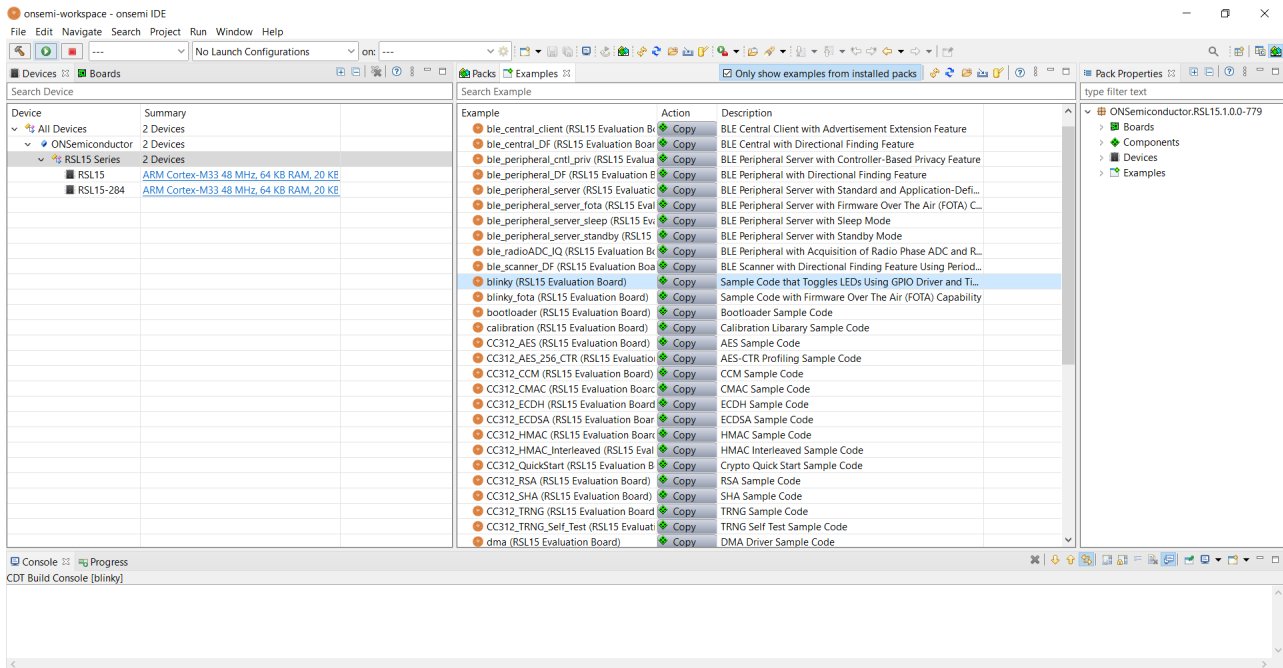 onsemi-workspace - onsemi IDE
File Edit Navigate Search Project Run Window Help
--- No Launch Configurations on: ---
Devices Boards
Search Device
Device Summary
All Devices 2 Devices
ONSemiconductor 2 Devices
RSL15 Series 2 Devices
RSL15 ARM Cortex-M33 48 MHz, 64 KB RAM, 20 KB
RSL15-284 ARM Cortex-M33 48 MHz, 64 KB RAM, 20 KB
Packs Examples Only show examples from installed packs
Search Example
Example Action Description
ble_central_client (RSL15 Evaluation Bo Copy BLE Central Client with Advertisement Extension Feature
ble_central_DF (RSL15 Evaluation Boar Copy BLE Central with Directional Finding Feature
ble_peripheral_cntl_priv (RSL15 Evalua Copy BLE Peripheral Server with Controller-Based Privacy Feature
ble_peripheral_DF (RSL15 Evaluation B Copy BLE Peripheral with Directional Finding Feature
ble_peripheral_server (RSL15 Evaluatic Copy BLE Peripheral Server with Standard and Application-Defi...
ble_peripheral_server_fota (RSL15 Eval Copy BLE Peripheral Server with Firmware Over The Air (FOTA) C...
ble_peripheral_server_sleep (RSL15 Eva Copy BLE Peripheral Server with Sleep Mode
ble_peripheral_server_standby (RSL15 Copy BLE Peripheral Server with Standby Mode
ble_radioADC_IQ (RSL15 Evaluation Bo Copy BLE Peripheral with Acquisition of Radio Phase ADC and R...
ble_scanner_DF (RSL15 Evaluation Boa Copy BLE Scanner with Directional Finding Feature Using Period...
blinky (RSL15 Evaluation Board) Copy Sample Code that Toggles LEDs Using GPIO Driver and Ti...
blinky_fota (RSL15 Evaluation Board) Copy Sample Code with Firmware Over The Air (FOTA) Capability
bootloader (RSL15 Evaluation Board) Copy Bootloader Sample Code
calibration (RSL15 Evaluation Board) Copy Calibration Libarary Sample Code
CC312_AES (RSL15 Evaluation Board) Copy AES Sample Code
CC312_AES_256_CTR (RSL15 Evaluation Copy AES-CTR Profiling Sample Code
CC312_CCM (RSL15 Evaluation Board) Copy CCM Sample Code
CC312_CMAC (RSL15 Evaluation Board Copy CMAC Sample Code
CC312_ECDH (RSL15 Evaluation Board Copy ECDH Sample Code
CC312_ECDSA (RSL15 Evaluation Boar Copy ECDSA Sample Code
CC312_HMAC (RSL15 Evaluation Board Copy HMAC Sample Code
CC312_HMAC_Interleaved (RSL15 Eval Copy HMAC Interleaved Sample Code
CC312_QuickStart (RSL15 Evaluation B Copy Crypto Quick Start Sample Code
CC312_RSA (RSL15 Evaluation Board) Copy RSA Sample Code
CC312_SHA (RSL15 Evaluation Board) Copy SHA Sample Code
CC312_TRNG (RSL15 Evaluation Board Copy TRNG Sample Code
CC312_TRNG_Self_Test (RSL15 Evaluati Copy TRNG Self Test Sample Code
dma (RSL15 Evaluation Board) Copy DMA Driver Sample Code
Pack Properties
type filter text
ONSemiconductor.RSL15.1.0.0-779
Boards
Components
Devices
Examples
Console Progress
CDT Build Console [blinky]